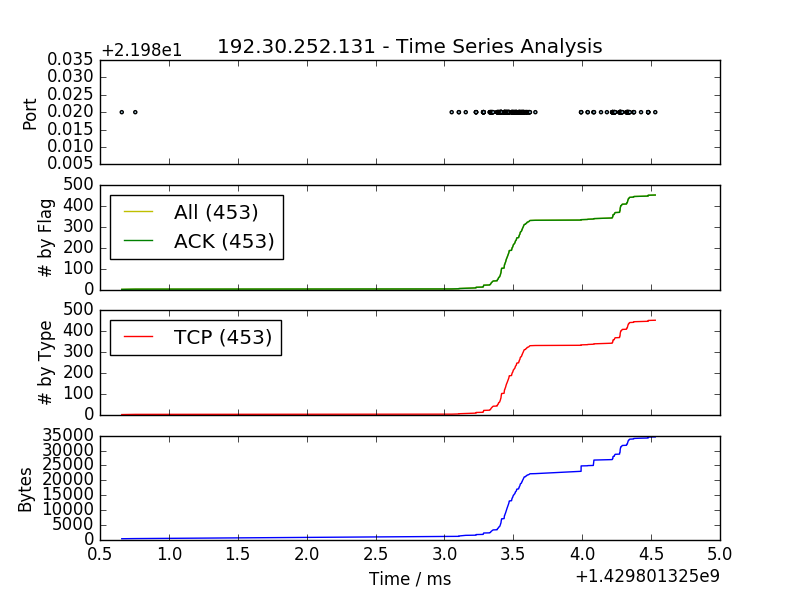 +2.198e1
192.30.252.131 - Time Series Analysis
0.035
0.030
0.025
0.020
0.015
0.010
0.005
Port
500
400
300
200
100
0
# by Flag
All (453)
ACK (453)
500
400
300
200
100
0
# by Type
TCP (453)
35000
30000
25000
20000
15000
10000
5000
0
Bytes
0.5 1.0 1.5 2.0 2.5 3.0 3.5 4.0 4.5 5.0
Time / ms
+1.429801325e9